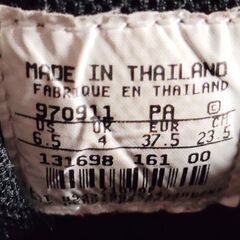 MADE IN THAILAND
FABRIQUE EN THAILAND
970911 PA ©
US UK EUR CH
6.5 4 37.5 23.5
131698 161 00